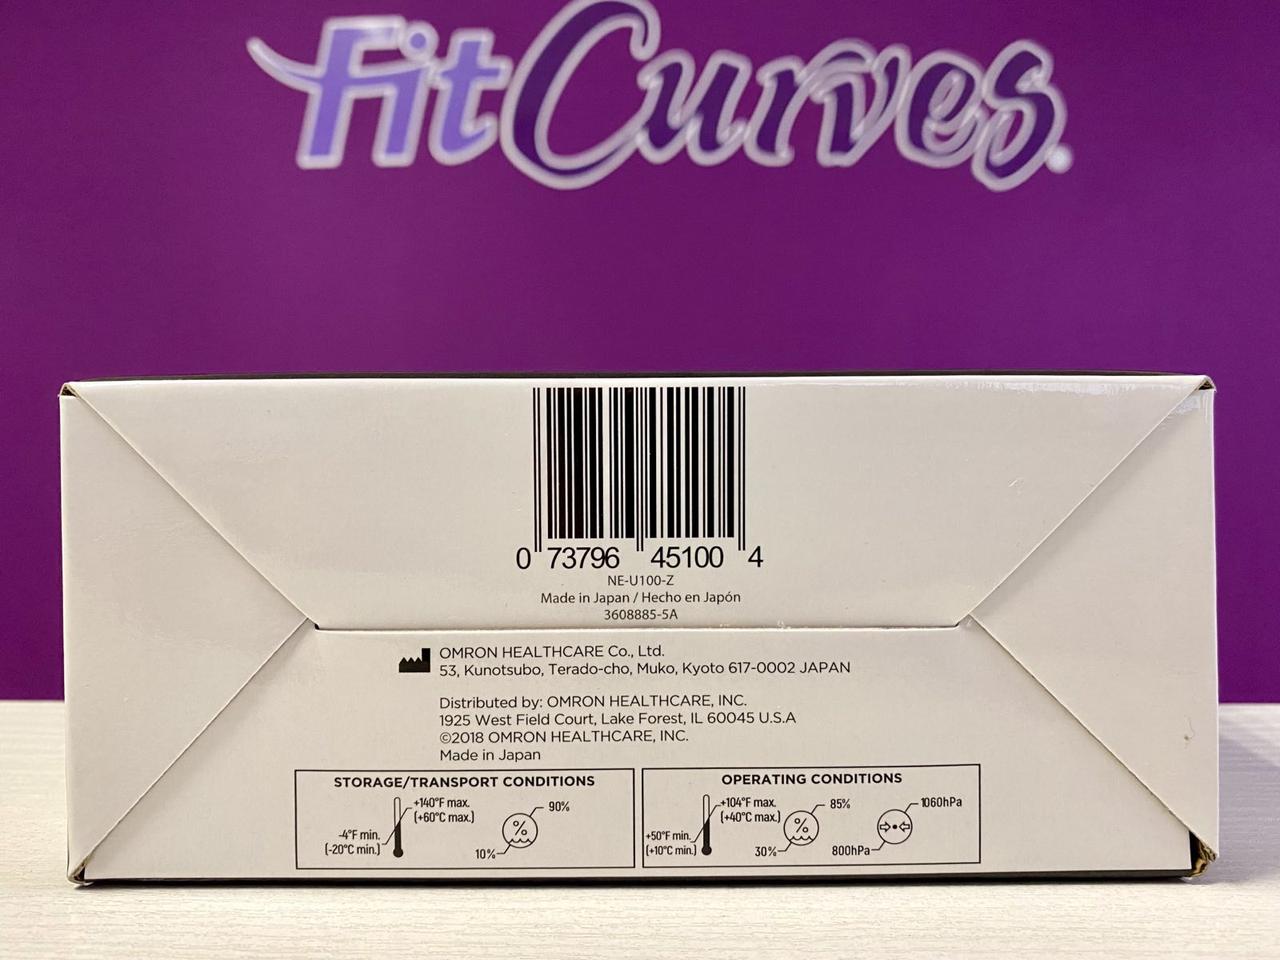 FitCurves
0 73796 45100 4
NE-U100-Z
Made in Japan / Hecho en Japón
3608885-5A
OMRON HEALTHCARE Co., Ltd.
53, Kunotsubo, Terado-cho, Muko, Kyoto 617-0002 JAPAN
Distributed by: OMRON HEALTHCARE, INC.
1925 West Field Court, Lake Forest, IL 60045 U.S.A
©2018 OMRON HEALTHCARE, INC.
Made in Japan
STORAGE/TRANSPORT CONDITIONS
+140°F max.
(+60°C max.)
-4°F min.
(-20°C min.)
90%
%
10%
OPERATING CONDITIONS
+104°F max.
(+40°C max.)
+50°F min.
(+10°C min.)
85%
%
30%
1060hPa
800hPa